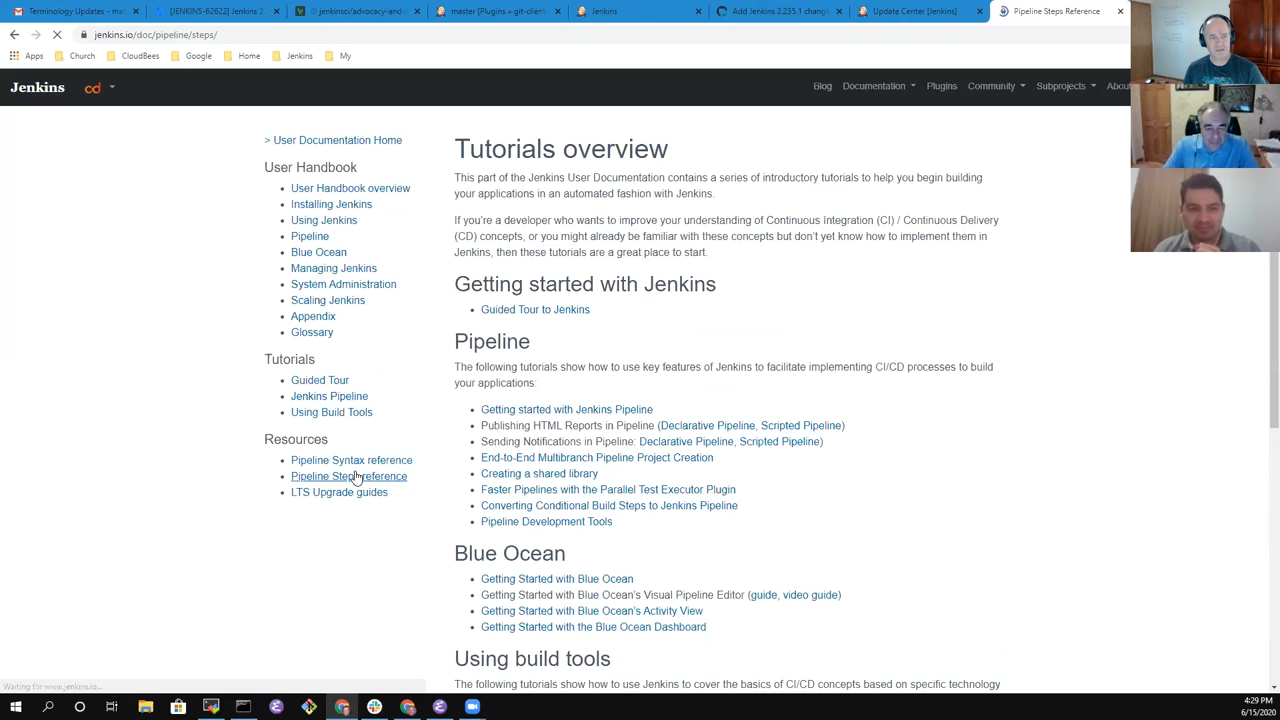 Terminology Updates - ma
[JENKINS-62622] Jenkins 2.
jenkinsci/advocacy-and-o
master [Plugins » git-client
Jenkins
Add Jenkins 2.235.1 chang
Update Center [Jenkins]
Pipeline Steps Reference
jenkins.io/doc/pipeline/steps/
Apps
Church
CloudBees
Google
Home
Jenkins
My
Jenkins
cd
Blog
Documentation
Plugins
Community
Subprojects
About
> User Documentation Home
User Handbook
User Handbook overview
Installing Jenkins
Using Jenkins
Pipeline
Blue Ocean
Managing Jenkins
System Administration
Scaling Jenkins
Appendix
Glossary
Tutorials
Guided Tour
Jenkins Pipeline
Using Build Tools
Resources
Pipeline Syntax reference
Pipeline Steps reference
LTS Upgrade guides
Tutorials overview
This part of the Jenkins User Documentation contains a series of introductory tutorials to help you begin building
your applications in an automated fashion with Jenkins.
If you're a developer who wants to improve your understanding of Continuous Integration (CI) / Continuous Delivery
(CD) concepts, or you might already be familiar with these concepts but don't yet know how to implement them in
Jenkins, then these tutorials are a great place to start.
Getting started with Jenkins
Guided Tour to Jenkins
Pipeline
The following tutorials show how to use key features of Jenkins to facilitate implementing CI/CD processes to build
your applications:
Getting started with Jenkins Pipeline
Publishing HTML Reports in Pipeline (Declarative Pipeline, Scripted Pipeline)
Sending Notifications in Pipeline: Declarative Pipeline, Scripted Pipeline)
End-to-End Multibranch Pipeline Project Creation
Creating a shared library
Faster Pipelines with the Parallel Test Executor Plugin
Converting Conditional Build Steps to Jenkins Pipeline
Pipeline Development Tools
Blue Ocean
Getting Started with Blue Ocean
Getting Started with Blue Ocean's Visual Pipeline Editor (guide, video guide)
Getting Started with Blue Ocean's Activity View
Getting Started with the Blue Ocean Dashboard
Using build tools
The following tutorials show how to use Jenkins to cover the basics of CI/CD concepts based on specific technology
Waiting for www.jenkins.io...
4:29 PM
6/15/2020